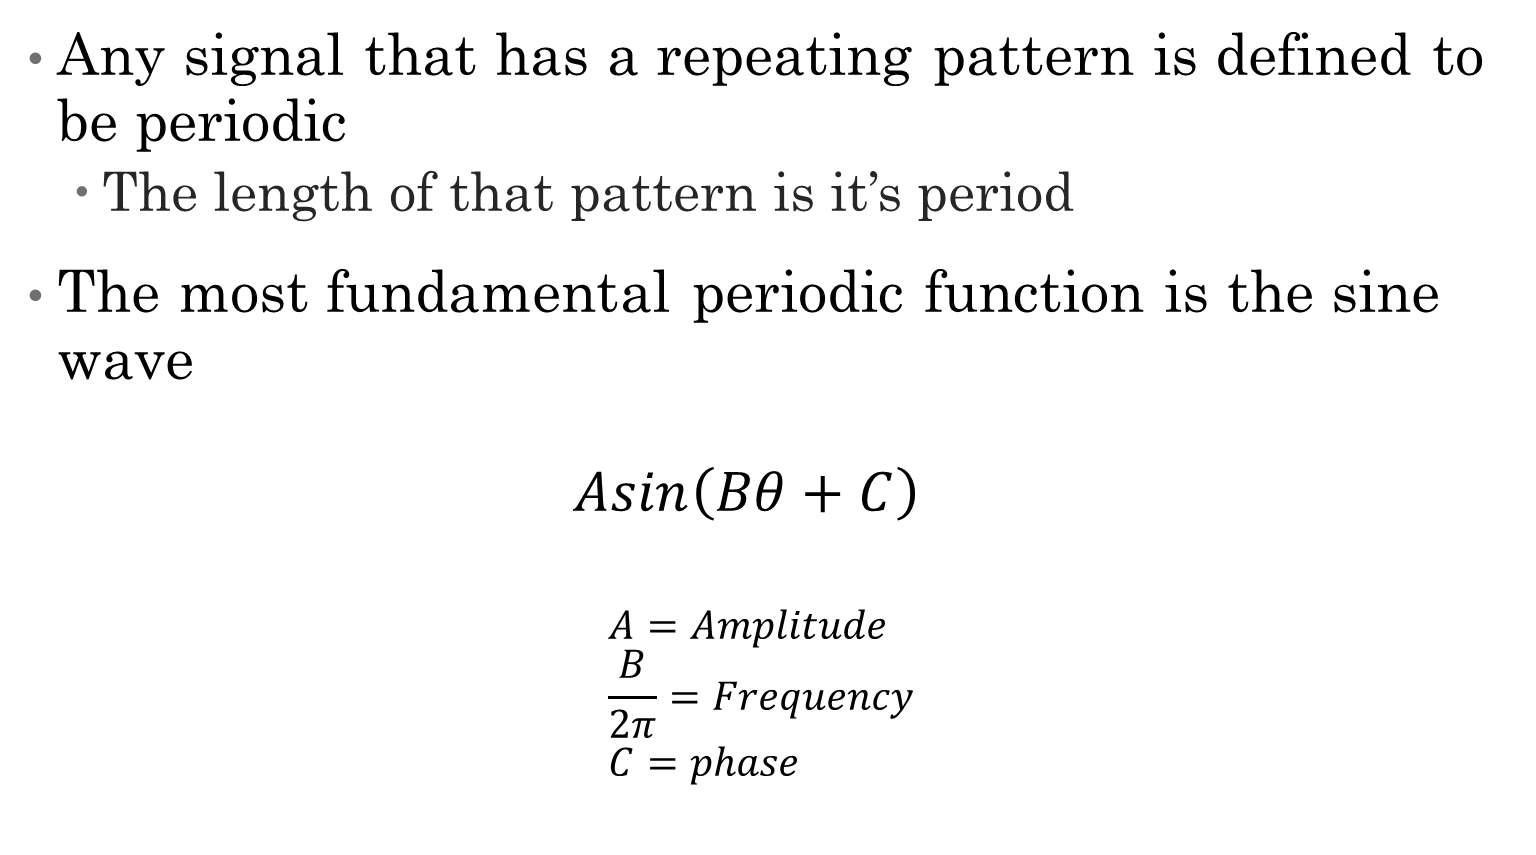 • Any signal that has a repeating pattern is defined to
be periodic
• The length of that pattern is it’s period
• The most fundamental periodic function is the sine
wave
Asin(Bθ + C)
A = Amplitude
B/2π = Frequency
C = phase